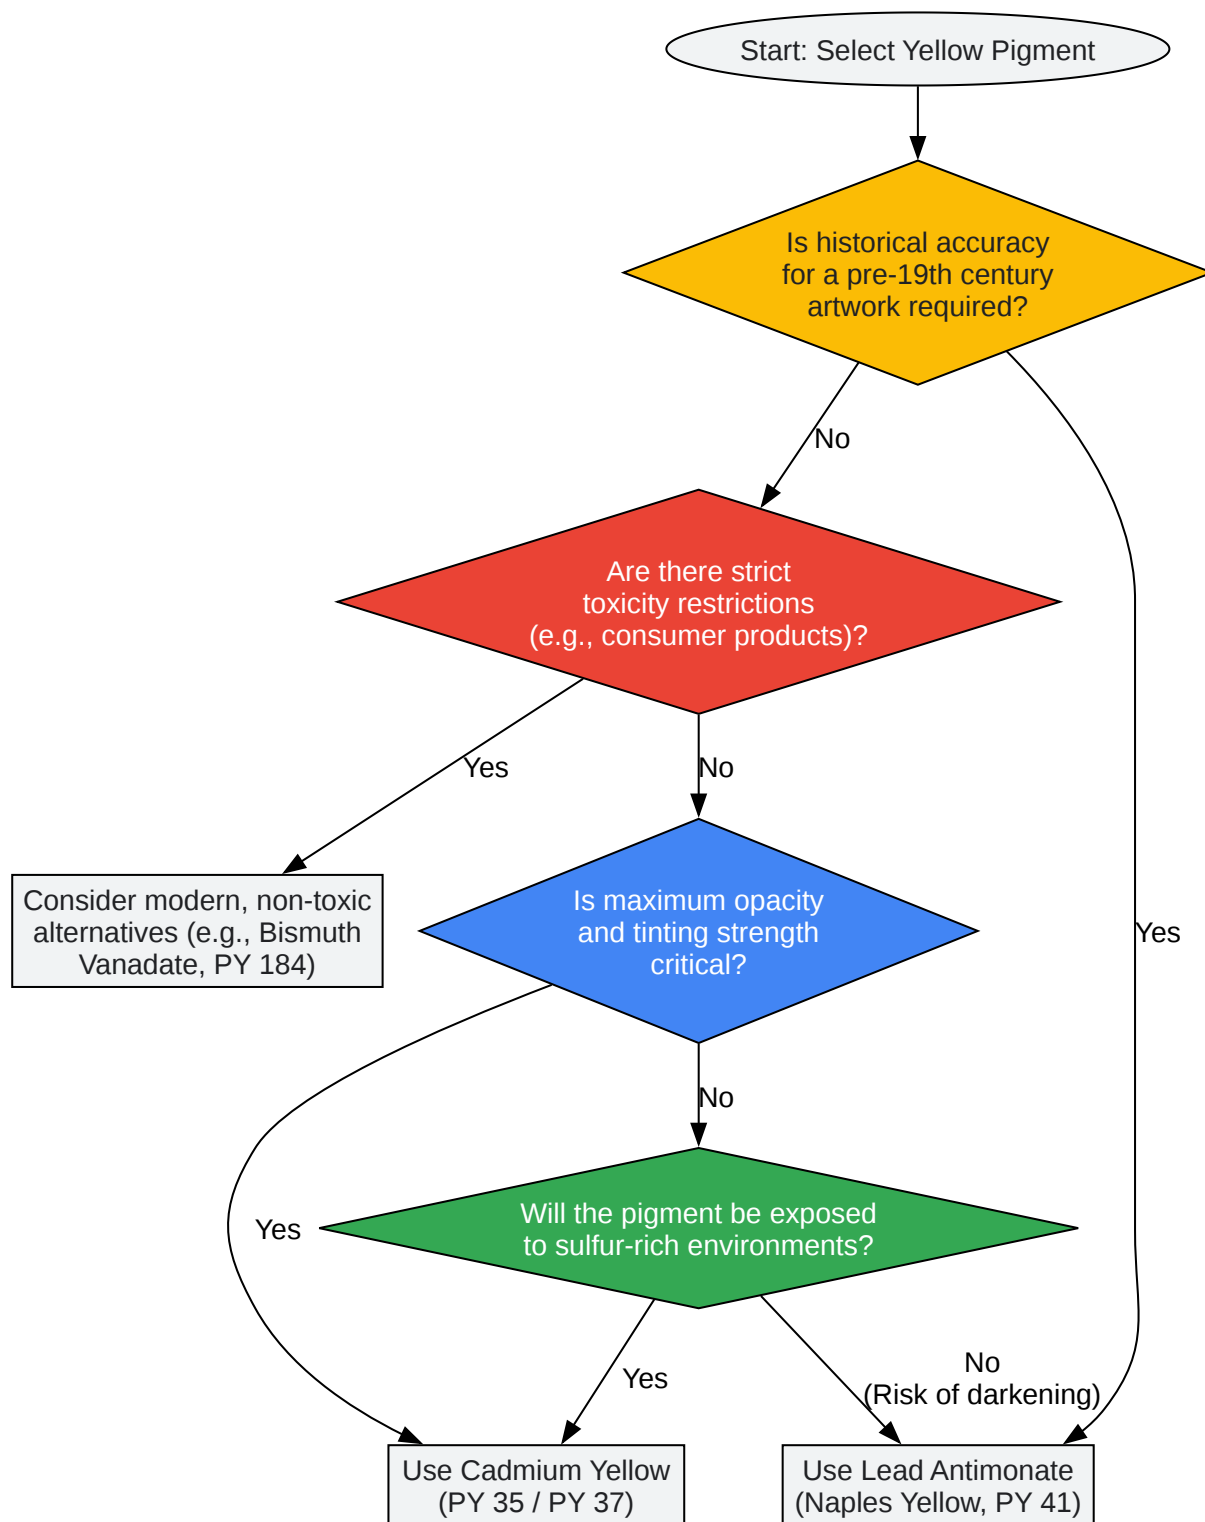 Start: Select Yellow Pigment
Is historical accuracy
for a pre-19th century
artwork required?
No
Are there strict
toxicity restrictions
(e.g., consumer products)?
Yes
No
Consider modern, non-toxic
alternatives (e.g., Bismuth
Vanadate, PY 184)
Is maximum opacity
and tinting strength
critical?
Yes
No
Yes
Will the pigment be exposed
to sulfur-rich environments?
Yes
No
(Risk of darkening)
Use Cadmium Yellow
(PY 35 / PY 37)
Use Lead Antimonate
(Naples Yellow, PY 41)